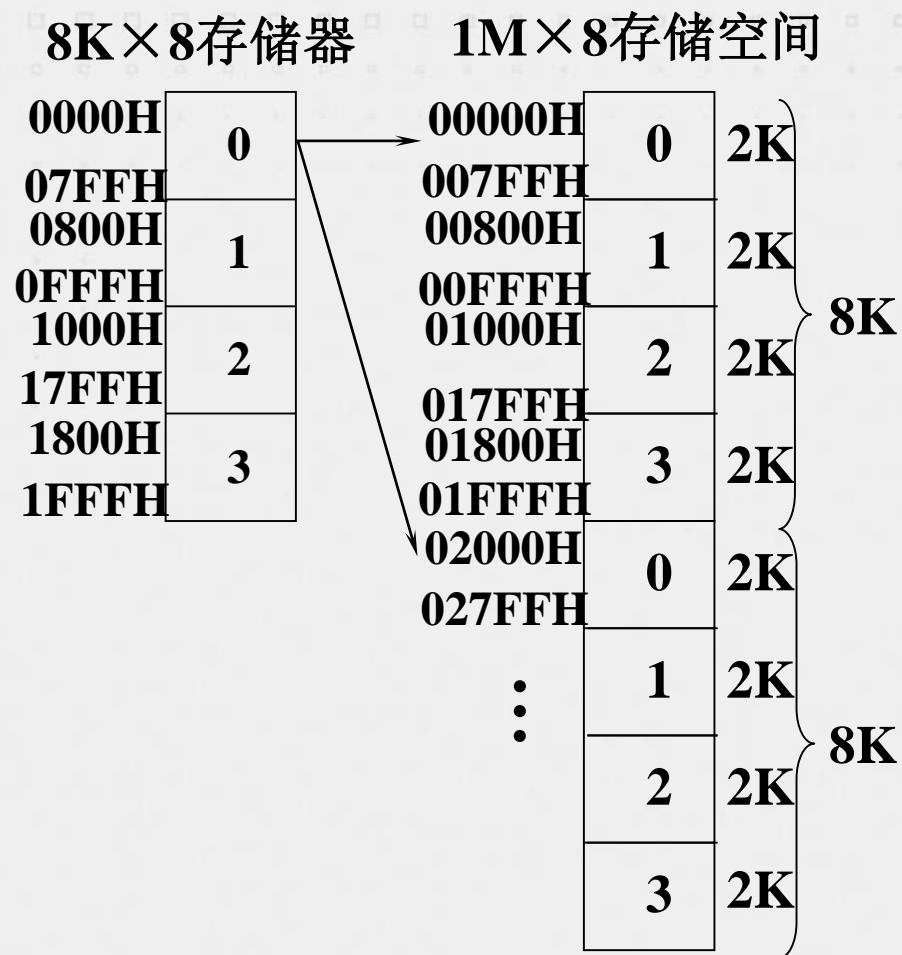 8K×8存储器
0000H
0
07FFH
0800H
1
0FFFH
1000H
2
17FFH
1800H
3
1FFFH
1M×8存储空间
00000H
0
2K
007FFH
00800H
1
2K
00FFFH
01000H
2
2K
017FFH
01800H
3
2K
01FFFH
8K
02000H
0
2K
027FFH
⋮
1
2K
2
2K
3
2K
8K